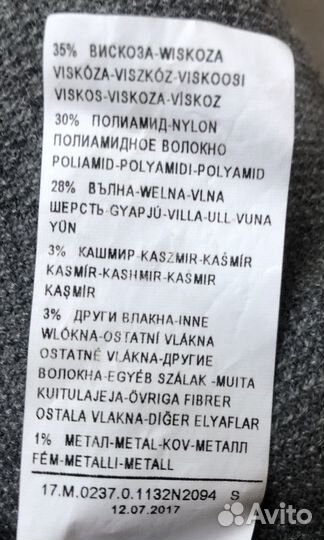 35% ВИСКОЗА-WISKOZA
VISKÓZA-VISZKÓZ-VISKOOSI
VISKOS-VISKOZA-VİSKOZ
30% ПОЛИАМИД-NYLON
ПОЛИАМИДНОЕ ВОЛОКНО
POLIAMID-POLYAMIDI-POLYAMID
28% ВЪЛНА-WELNA-VLNA
ШЕРСТЬ-GYAPJÚ-VILLA-ULL-VUNA
YÜN
3% КАШМИР-KASZMIR-KAŠMÍR
KASMÍR-KASHMIR-KAŠMIR
KAŞMİR
3% ДРУГИ ВЛАКНА-INNE
WŁÓKNA-OSTATNÍ VLÁKNA
OSTATNÉ VLÁKNA-ДРУГИЕ
ВОЛОКНА-EGYÉB SZÁLAK -MUITA
KUITULAJEJA-ÖVRIGA FIBRER
OSTALA VLAKNA-DİĞER ELYAFLAR
1% МЕТАЛ-METAL-KOV-МЕТАЛЛ
FÉM-METALLI-METALL
17.M.0237.0.1132N2094 S
12.07.2017
Avito